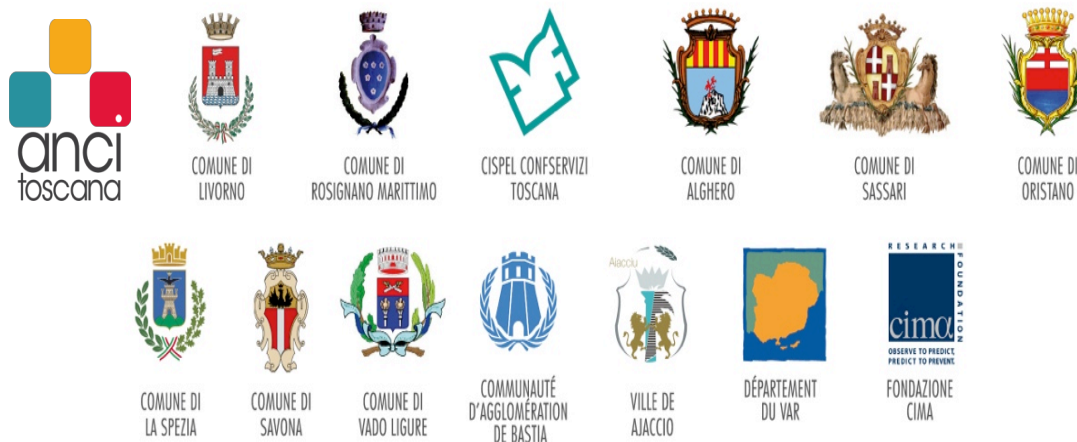 anci
toscana
COMUNE DI
LIVORNO
COMUNE DI
ROSIGNANO MARITTIMO
CISPEL CONFSERVIZI
TOSCANA
COMUNE DI
ALGHERO
COMUNE DI
SASSARI
COMUNE DI
ORISTANO
Aiacciu
RESEARCH
FOUNDATION
cima
OBSERVE TO PREDICT,
PREDICT TO PREVENT.
COMUNE DI
LA SPEZIA
COMUNE DI
SAVONA
COMUNE DI
VADO LIGURE
COMMUNAUTÉ
D'AGGLOMÉRATION
DE BASTIA
VILLE DE
AJACCIO
DÉPARTEMENT
DU VAR
FONDAZIONE
CIMA